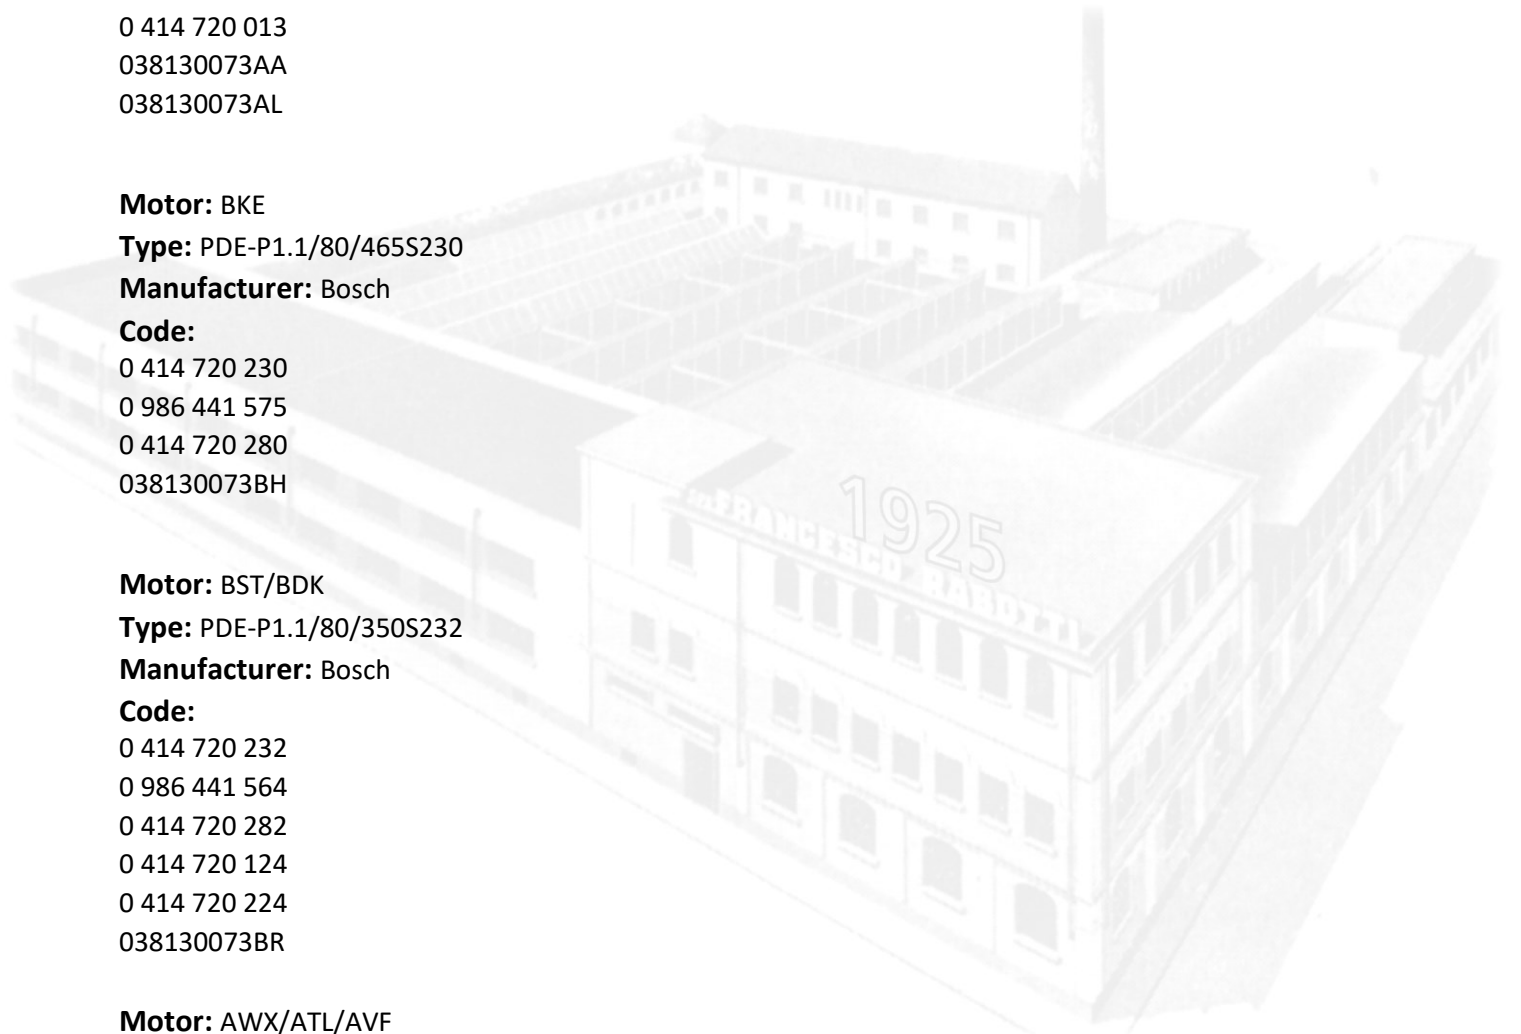 0 414 720 013
038130073AA
038130073AL
Motor: BKE
Type: PDE-P1.1/80/465S230
Manufacturer: Bosch
Code:
0 414 720 230
0 986 441 575
0 414 720 280
038130073BH
1925
FRANCESCO RABOTTI
Motor: BST/BDK
Type: PDE-P1.1/80/350S232
Manufacturer: Bosch
Code:
0 414 720 232
0 986 441 564
0 414 720 282
0 414 720 124
0 414 720 224
038130073BR
Motor: AWX/ATL/AVF